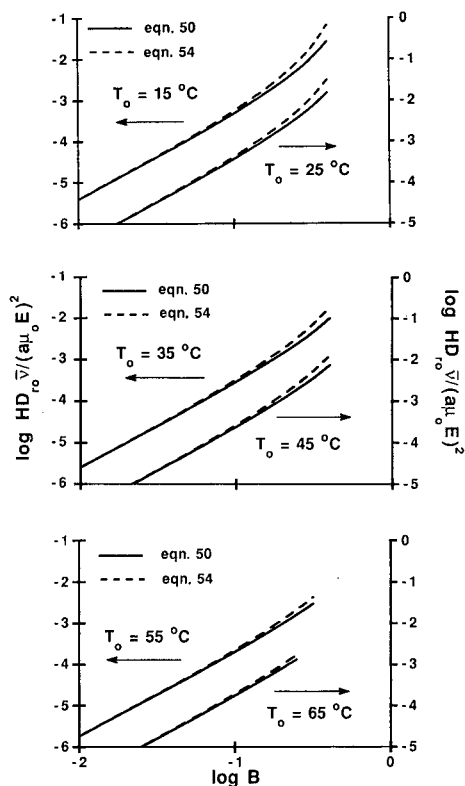 -1
-2
-3
-4
-5
-6
eqn. 50
eqn. 54
T_o = 15 °C
T_o = 25 °C
0
-1
-2
-3
-4
-5
log HD_ro ν̅/(aμ_o E)^2
-1
-2
-3
-4
-5
-6
eqn. 50
eqn. 54
T_o = 35 °C
T_o = 45 °C
0
-1
-2
-3
-4
-5
log HD_ro ν̅/(aμ_o E)^2
-1
-2
-3
-4
-5
-6
eqn. 50
eqn. 54
T_o = 55 °C
T_o = 65 °C
0
-1
-2
-3
-4
-5
-2
-1
0
log B